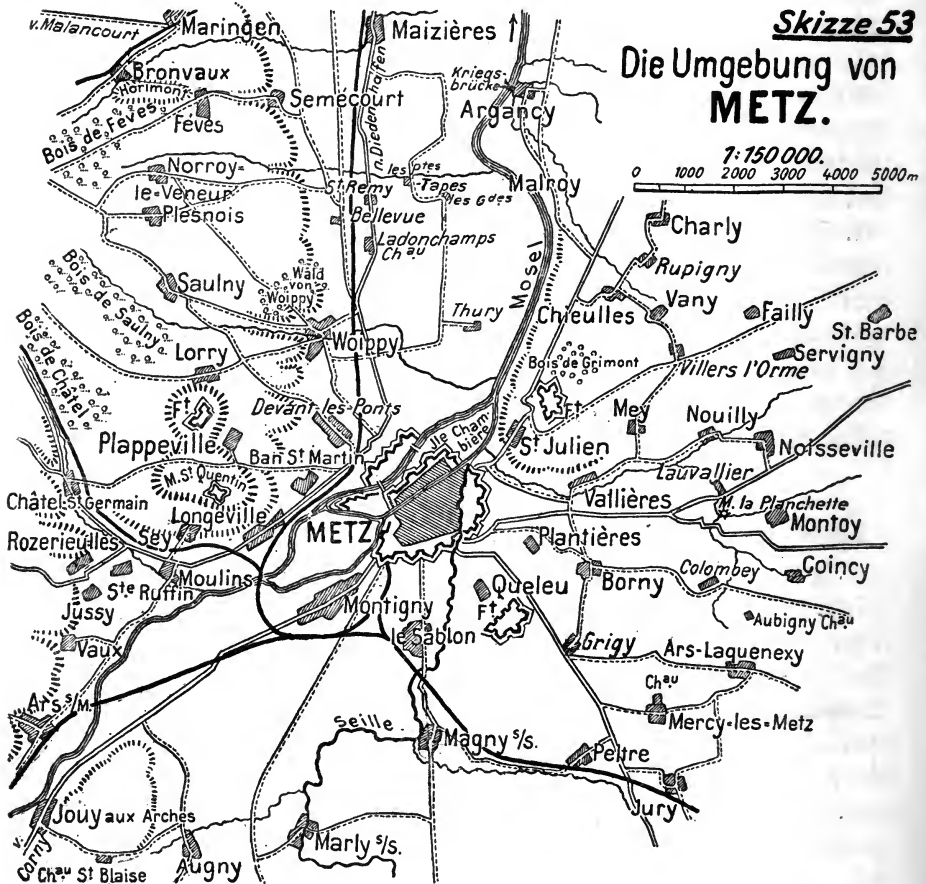 Skizze 53
Die Umgebung von
METZ.
1:150 000.
0 1000 2000 3000 4000 5000m
v. Malancourt
Maringen
Maizières
Bronvaux
Horimont
Kriegs-
brücke
Argancy
Bois de Fèves
Fèves
Semécourt
n. Diedenhofen
Norroy-
le-Veneur
St Remy
les ptes
Tapes
les Gdes
Malroy
Plesnois
Bellevue
Ladonchamps
Chau
Charly
Rupigny
Mosel
Saulny
Wald
von
Woippy
Thury
Chieulles
Vany
Failly
St. Barbe
Bois de Saulny
Woippy
Bois de Grimont
Servigny
Bois de Châtel
Lorry
Villers l'Orme
Ft
Devant-les-Ponts
Ile Cham-
bière
Ft
Mey
Nouilly
Plappeville
St Julien
Noisseville
Ban St Martin
M. St Quentin
Lauvallier
Châtel St Germain
Vallières
M. la Planchette
Longeville
METZ
Montoy
Rozerieulles
Sey
Plantières
Ste Ruffin
Moulins
Queleu
Borny
Colombey
Coincy
Jussy
Montigny
Ft
Aubigny Chau
Vaux
le Sablon
Grigy
Ars-Laquenexy
Chau
Ars s/M.
Mercy-les-Metz
Seille
Magny s/s.
Peltre
Jury
Jouy aux Arches
v. Corny
Augny
Marly s/s.
Chau St Blaise